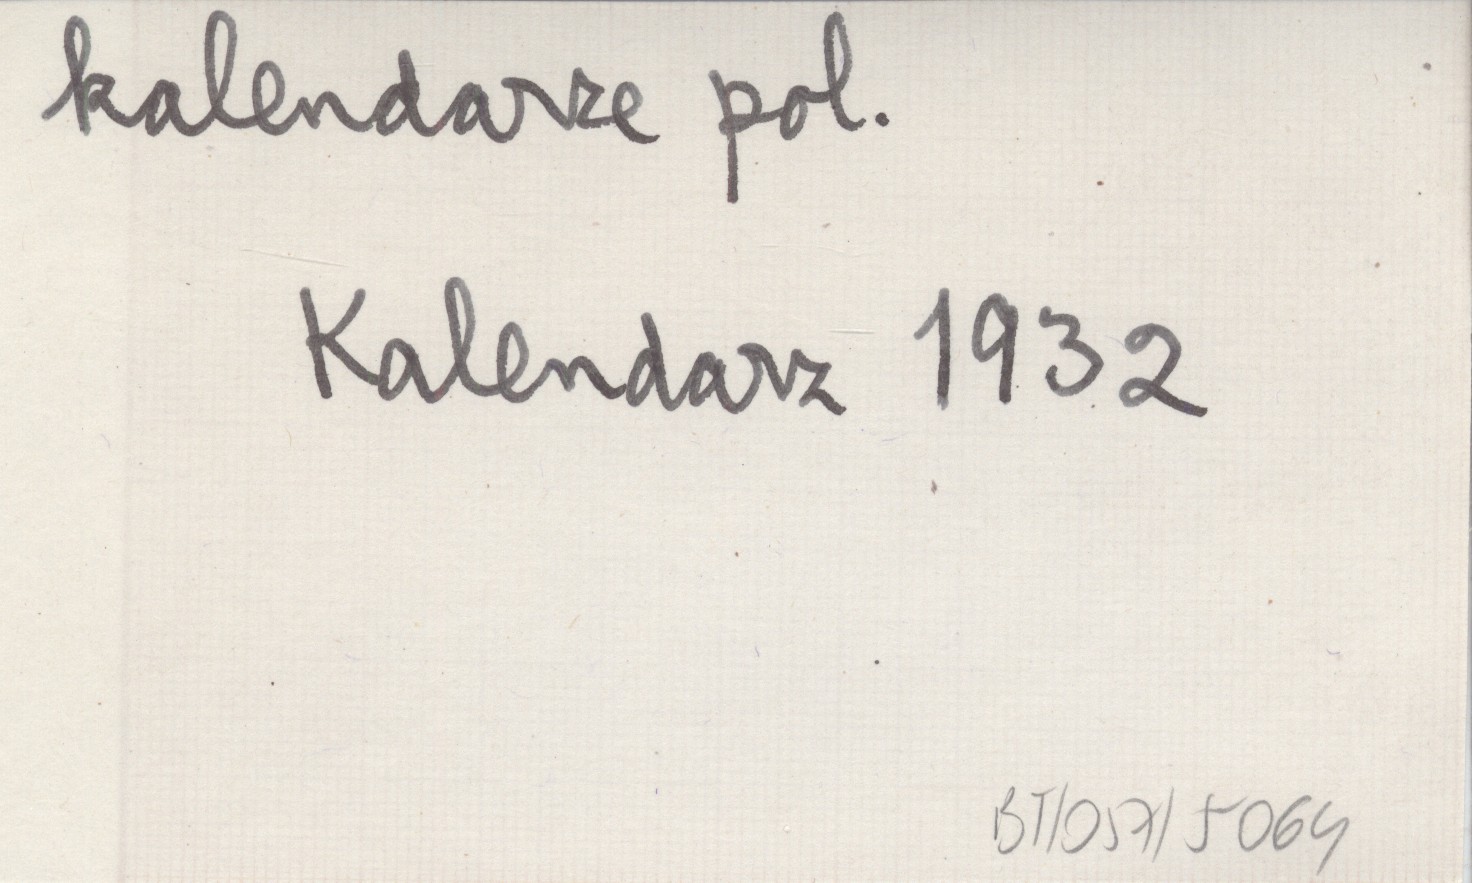 kalendarze pol.
Kalendarz 1932
BT/057/5064